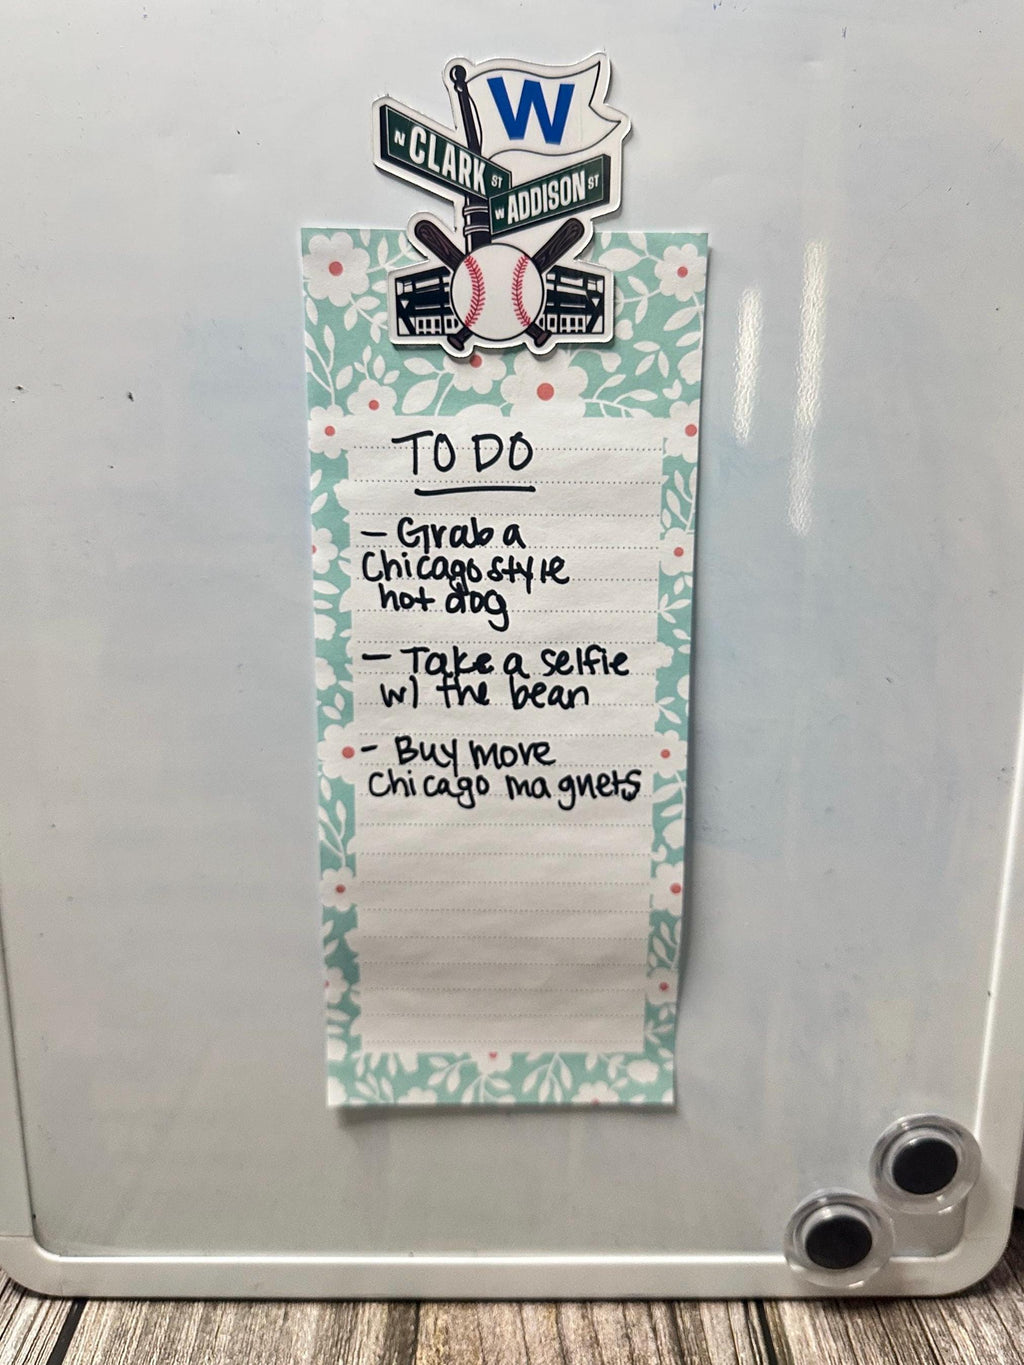 W
N CLARK ST
W ADDISON ST
TO DO
- Grab a
Chicago style
hot dog
- Take a selfie
w/ the bean
- Buy more
Chicago magnets